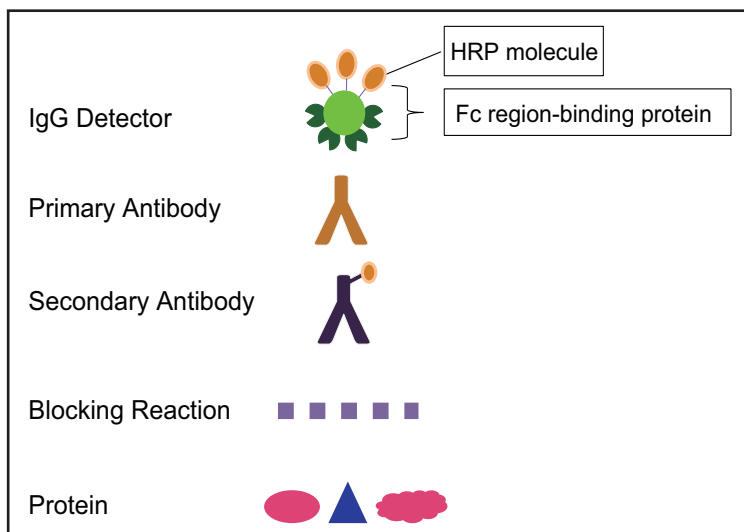 HRP molecule
IgG Detector
Fc region-binding protein
Primary Antibody
Secondary Antibody
Blocking Reaction
Protein